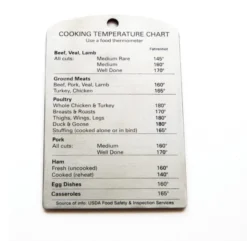 COOKING TEMPERATURE CHART
Use a food thermometer
Fahrenheit
Beef, Veal, Lamb
All cuts: Medium Rare 145°
Medium 160°
Well Done 170°
Ground Meats
Beef, Pork, Veal, Lamb 160°
Turkey, Chicken 165°
Poultry
Whole Chicken & Turkey 180°
Breasts & Roasts 170°
Thighs, Wings, Legs 180°
Duck & Goose 180°
Stuffing (cooked alone or in bird) 165°
Pork
All cuts: Medium 160°
Well Done 170°
Ham
Fresh (uncooked) 160°
Cooked (reheat) 140°
Egg Dishes 160°
Casseroles 165°
Source of info: USDA Food Safety & Inspection Services